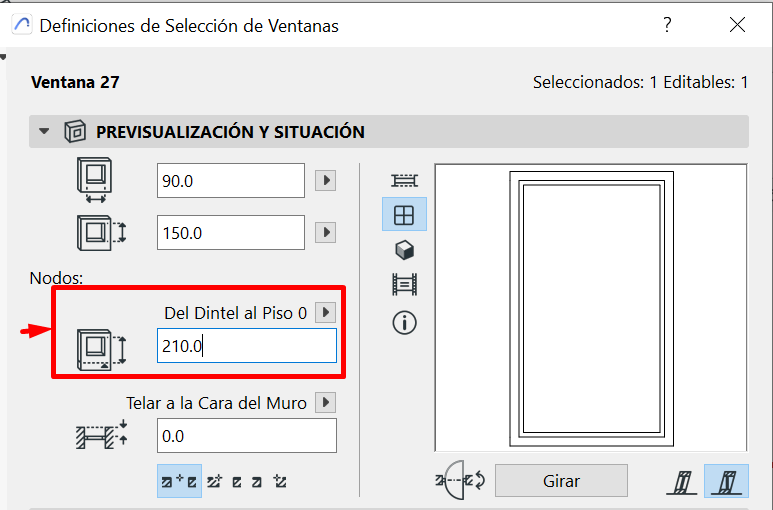 Definiciones de Selección de Ventanas
Ventana 27
Seleccionados: 1 Editables: 1
PREVISUALIZACIÓN Y SITUACIÓN
90.0
150.0
Nodos:
Del Dintel al Piso 0
210.0
Telar a la Cara del Muro
0.0
Girar